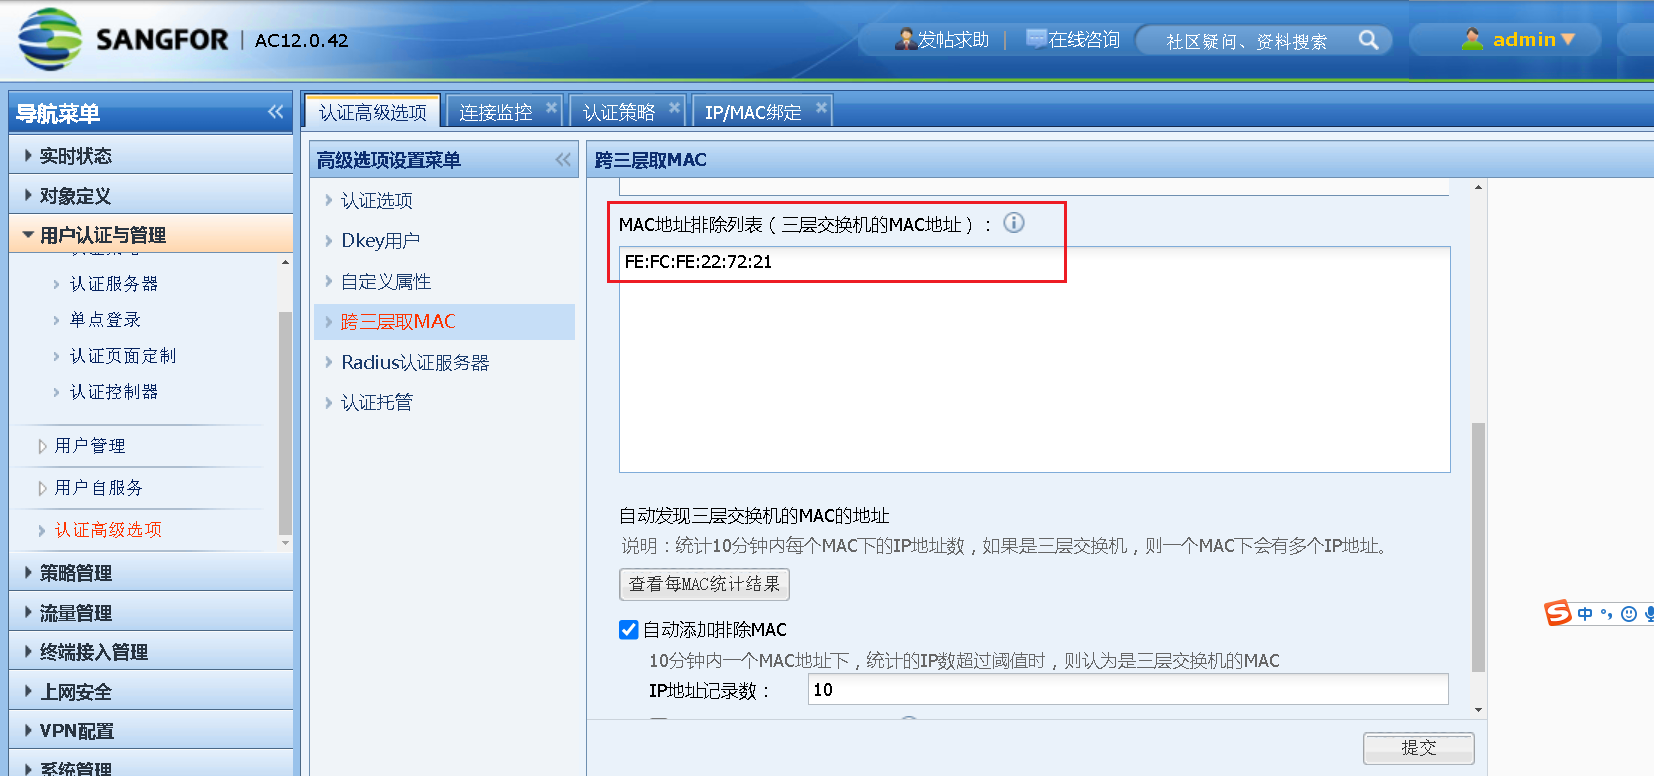 SANGFOR | AC12.0.42
发帖求助
在线咨询
社区疑问、资料搜索
admin
导航菜单
实时状态
对象定义
用户认证与管理
认证服务器
单点登录
认证页面定制
认证控制器
用户管理
用户自服务
认证高级选项
策略管理
流量管理
终端接入管理
上网安全
VPN配置
系统管理
认证高级选项
连接监控
认证策略
IP/MAC绑定
高级选项设置菜单
认证选项
Dkey用户
自定义属性
跨三层取MAC
Radius认证服务器
认证托管
跨三层取MAC
MAC地址排除列表（三层交换机的MAC地址）：
FE:FC:FE:22:72:21
自动发现三层交换机的MAC的地址
说明：统计10分钟内每个MAC下的IP地址数，如果是三层交换机，则一个MAC下会有多个IP地址。
查看每MAC统计结果
自动添加排除MAC
10分钟内一个MAC地址下，统计的IP数超过阈值时，则认为是三层交换机的MAC
IP地址记录数：
10
提交
中